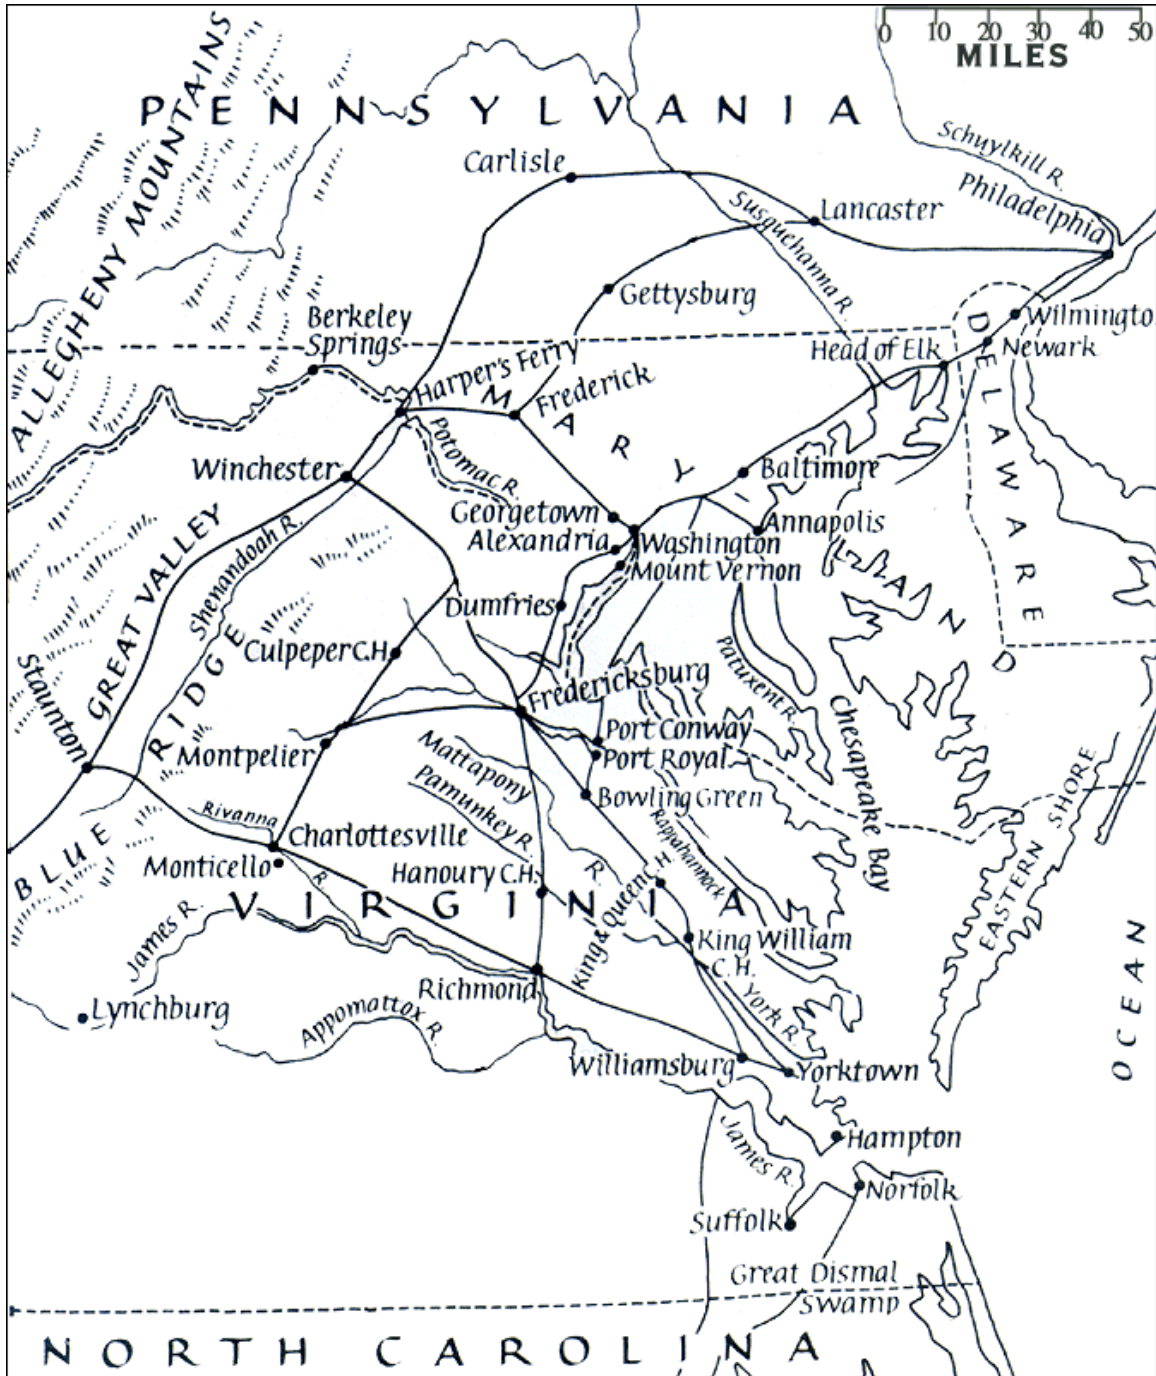 0 10 20 30 40 50
MILES
PENNSYLVANIA
ALLEGHENY MOUNTAINS
Schuylkill R.
Carlisle
Philadelphia
Susquehanna R.
Lancaster
Gettysburg
Berkeley
Springs
Wilmingto
Head of Elk
Newark
DELAWARE
Harper's Ferry
Frederick
MARYLAND
Potomac R.
Winchester
Baltimore
Georgetown
Annapolis
Alexandria
Washington
Mount Vernon
GREAT VALLEY
Shenandoah R.
Dumfries
Culpeper C.H.
Patuxent R.
Staunton
BLUE RIDGE
Fredericksburg
Chesapeake Bay
Port Conway
Montpelier
Port Royal
Mattapony R.
Pamunkey R.
Bowling Green
EASTERN SHORE
Rivanna R.
Charlottesville
Rappahannock
Monticello
Hanoury C.H.
VIRGINIA
King & Queen C.H.
James R.
King William
C.H.
OCEAN
Richmond
York R.
Lynchburg
Appomattox R.
Williamsburg
Yorktown
Hampton
James R.
Norfolk
Suffolk
Great Dismal
Swamp
NORTH CAROLINA